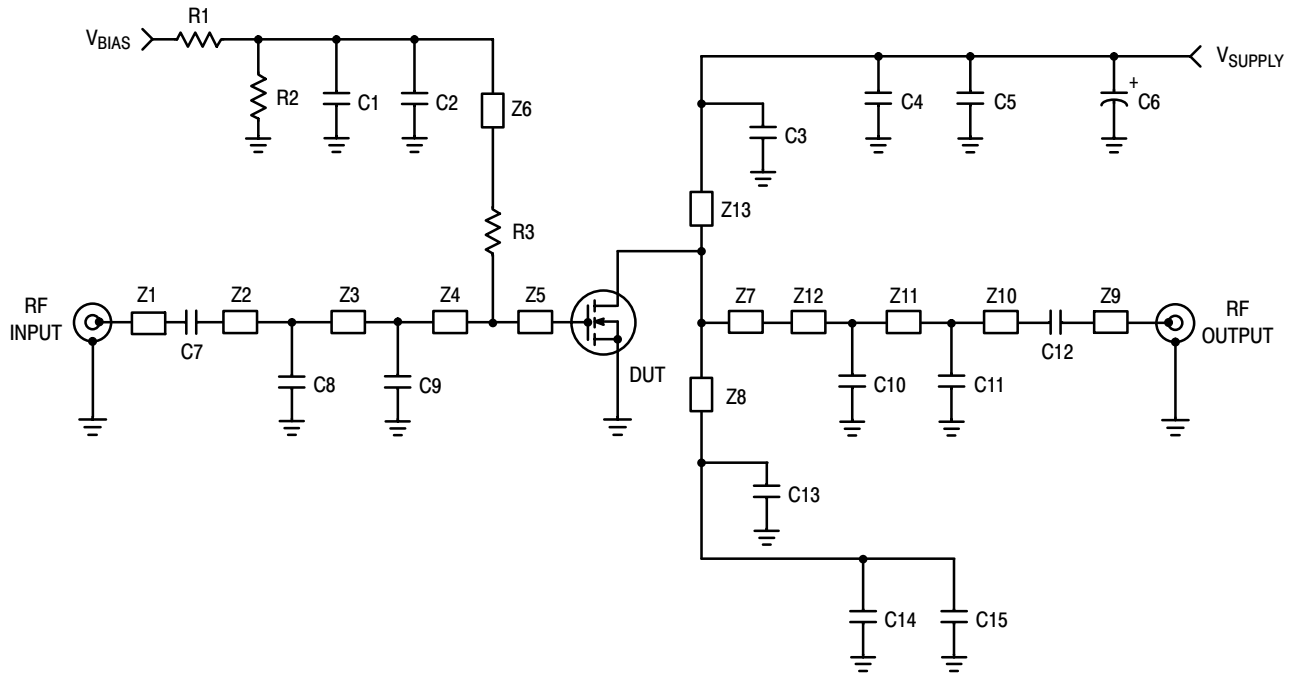 R1
VBIAS
R2
C1
C2
Z6
R3
VSUPPLY
C4
C5
+
C6
C3
Z13
RF
INPUT
Z1
C7
Z2
C8
Z3
C9
Z4
Z5
DUT
Z7
Z12
Z11
Z10
Z9
C12
RF
OUTPUT
C10
C11
Z8
C13
C14
C15